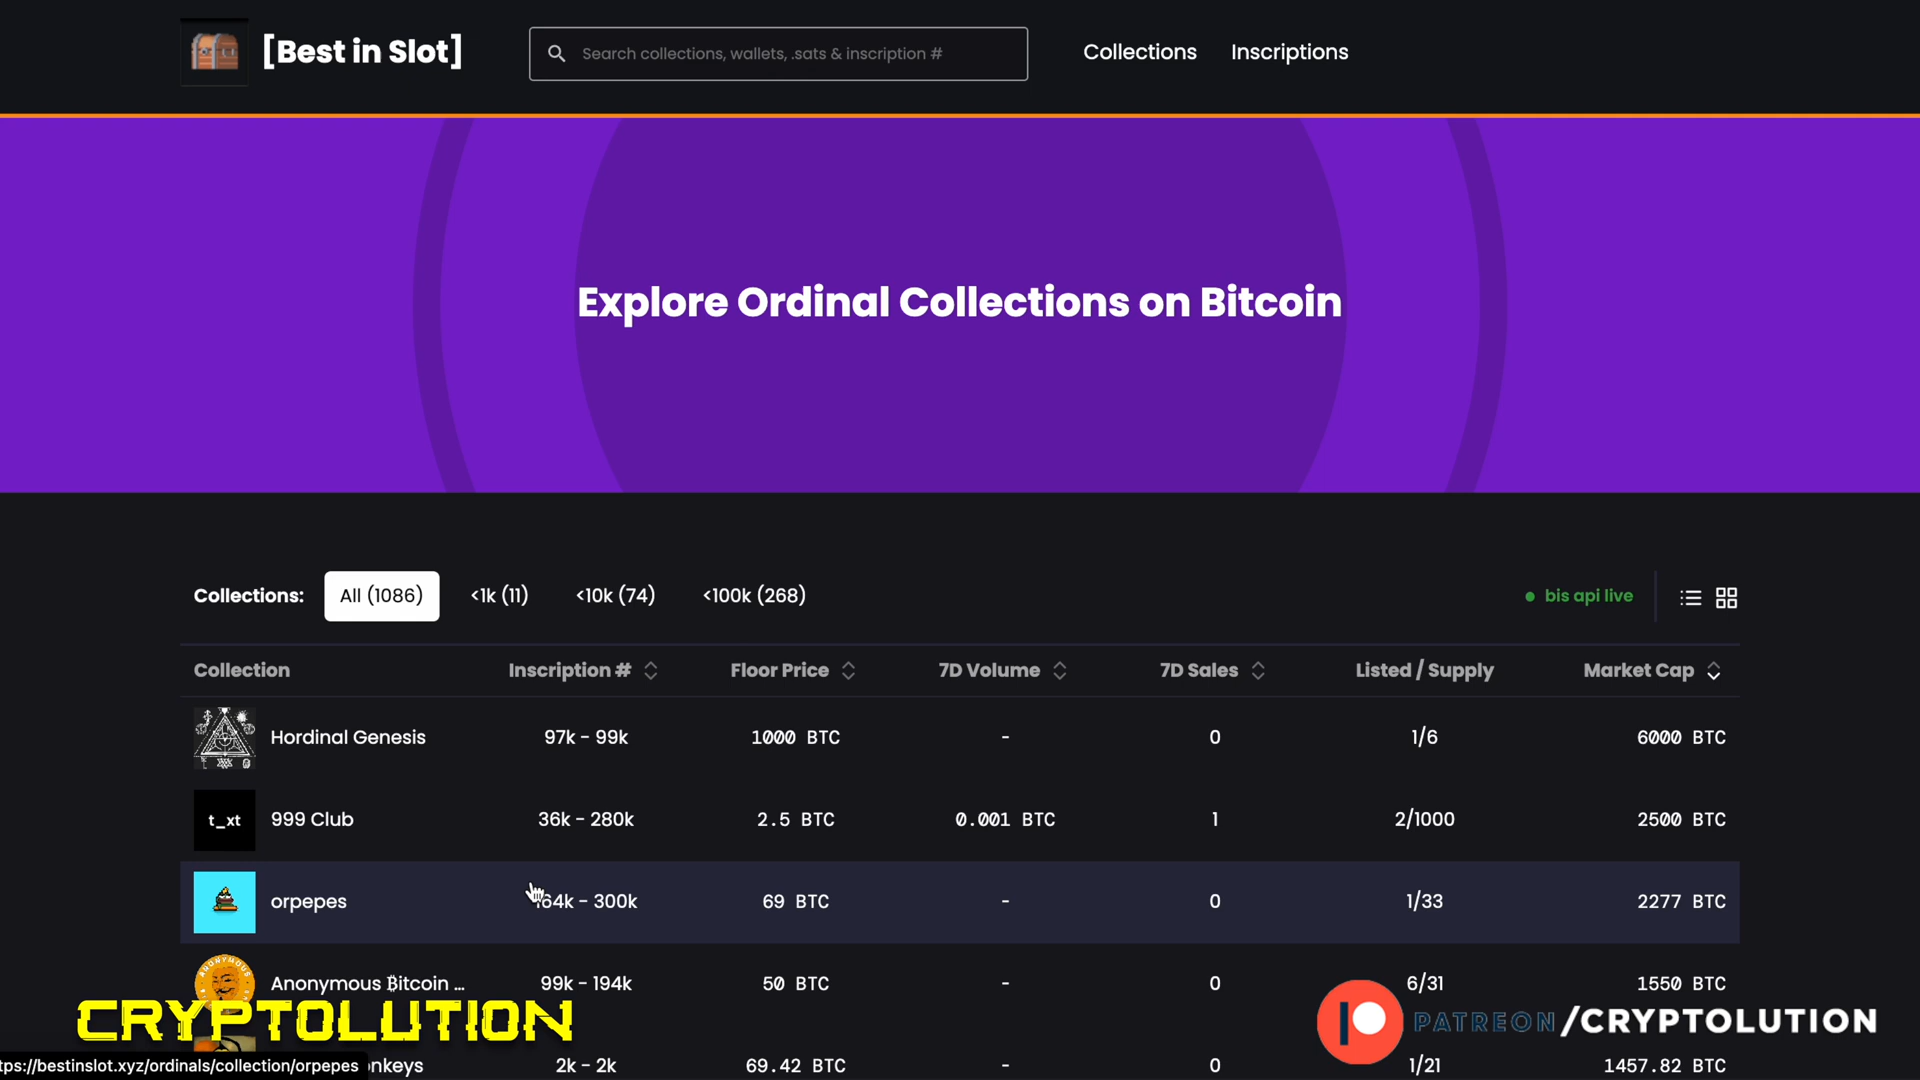 [Best in Slot]
Search collections, wallets, .sats & inscription #
Collections
Inscriptions
Explore Ordinal Collections on Bitcoin
Collections: All (1086) <1k (11) <10k (74) <100k (268)
bis api live
Collection Inscription # Floor Price 7D Volume 7D Sales Listed / Supply Market Cap
Hordinal Genesis 97k - 99k 1000 BTC - 0 1/6 6000 BTC
t_xt 999 Club 36k - 280k 2.5 BTC 0.001 BTC 1 2/1000 2500 BTC
orpepes 64k - 300k 69 BTC - 0 1/33 2277 BTC
ANONYMOUS Anonymous ₿itcoin ... 99k - 194k 50 BTC - 0 6/31 1550 BTC
CRYPTOLUTION
PATREON/CRYPTOLUTION
nkeys 2k - 2k 69.42 BTC - 0 1/21 1457.82 BTC
tps://bestinslot.xyz/ordinals/collection/orpepes